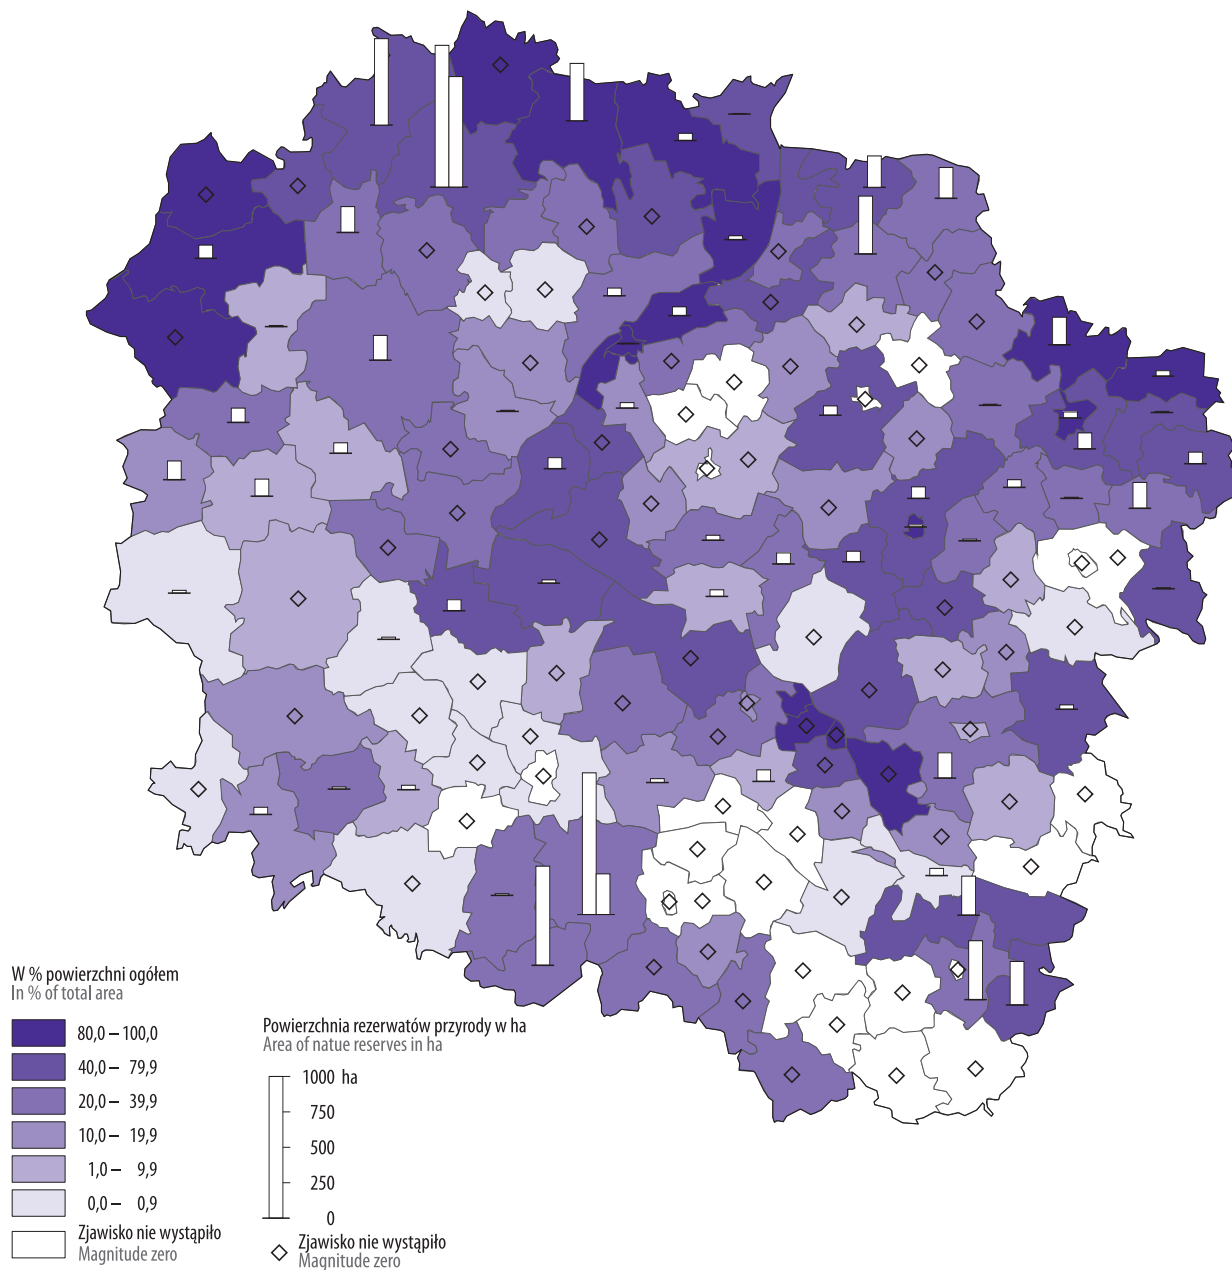 W % powierzchni ogółem
In % of total area
80,0 – 100,0
40,0 – 79,9
20,0 – 39,9
10,0 – 19,9
1,0 – 9,9
0,0 – 0,9
Zjawisko nie wystąpiło
Magnitude zero
Powierzchnia rezerwatów przyrody w ha
Area of natue reserves in ha
1000 ha
750
500
250
0
Zjawisko nie wystąpiło
Magnitude zero